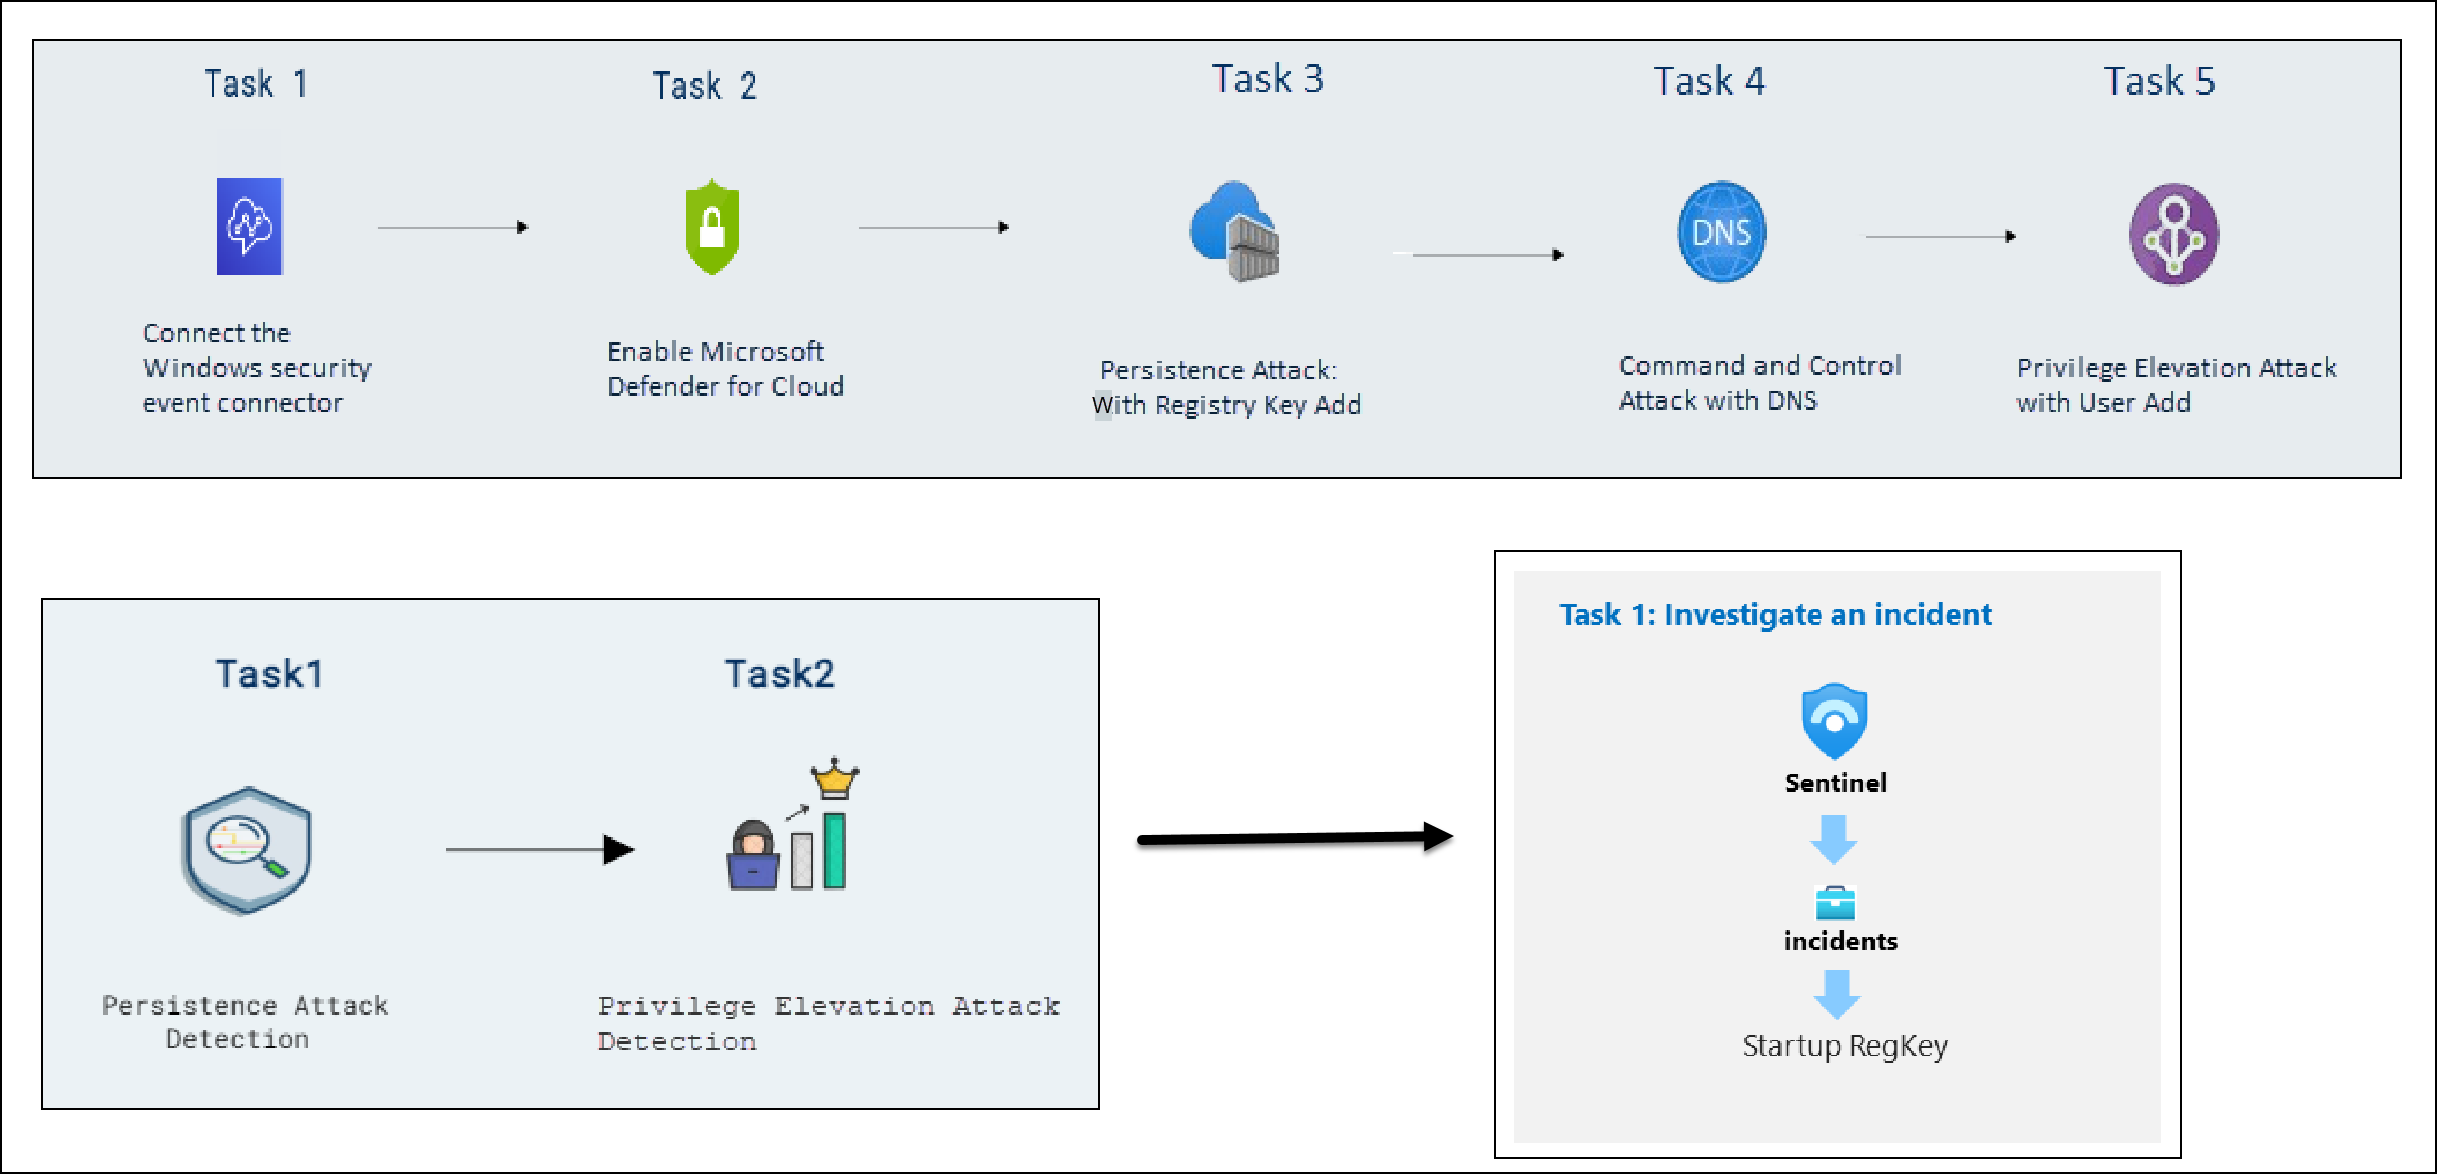 Task 1
Task 2
Task 3
Task 4
Task 5
DNS
Connect the
Windows security
event connector
Enable Microsoft
Defender for Cloud
Persistence Attack:
With Registry Key Add
Command and Control
Attack with DNS
Privilege Elevation Attack
with User Add
Task1
Task2
Persistence Attack
Detection
Privilege Elevation Attack
Detection
Task 1: Investigate an incident
Sentinel
incidents
Startup RegKey